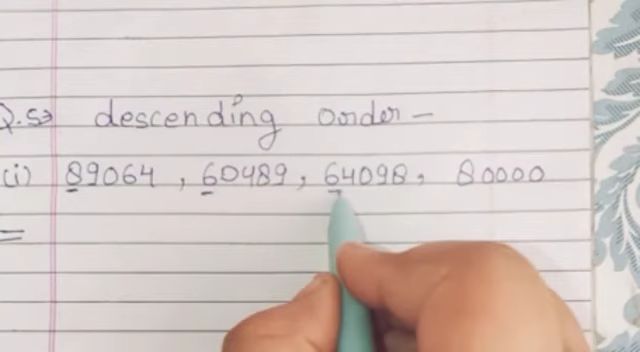 Q.5→ descending order -
(i) 89064, 60489, 64098, 80000
=